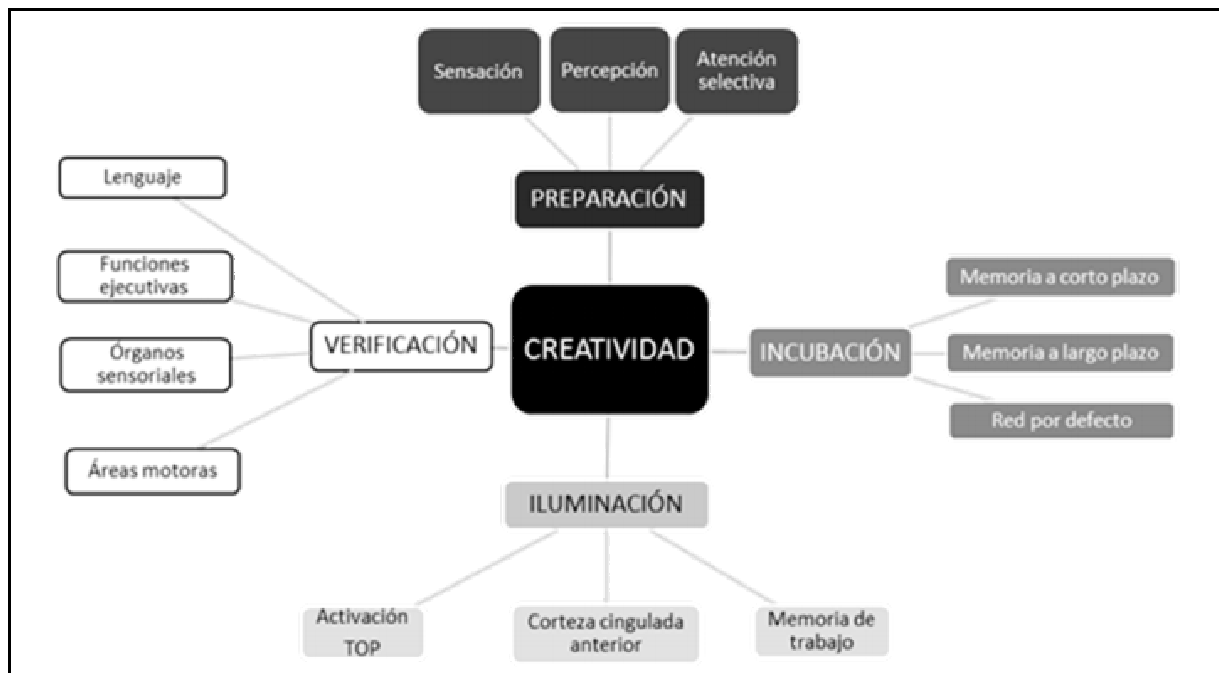 Sensación
Percepción
Atención
selectiva
PREPARACIÓN
Lenguaje
Funciones
ejecutivas
Órganos
sensoriales
Áreas motoras
VERIFICACIÓN
CREATIVIDAD
INCUBACIÓN
Memoria a corto plazo
Memoria a largo plazo
Red por defecto
ILUMINACIÓN
Activación
TOP
Corteza cingulada
anterior
Memoria de
trabajo